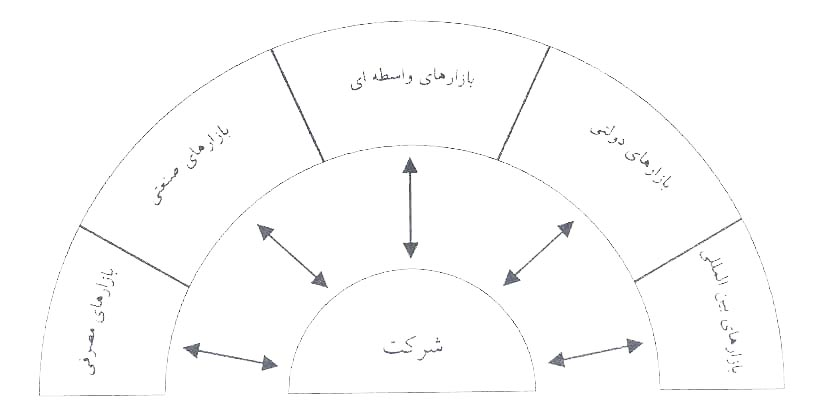 بازارهای واسطه ای
بازارهای دولتی
بازارهای صنعتی
بازارهای بین المللی
بازارهای مصرفی
شرکت